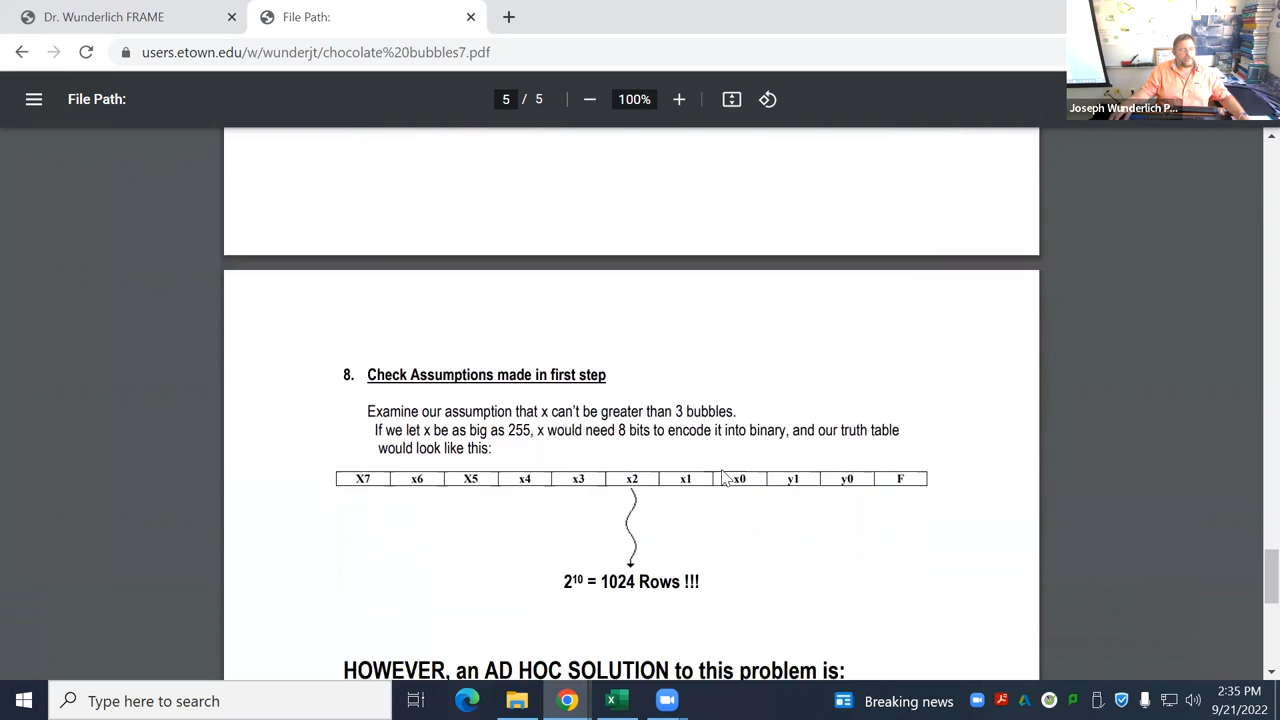 Dr. Wunderlich FRAME
File Path:
users.etown.edu/w/wunderjt/chocolate%20bubbles7.pdf
File Path:
5 / 5
100%
Joseph Wunderlich P...
8. Check Assumptions made in first step
Examine our assumption that x can't be greater than 3 bubbles.
If we let x be as big as 255, x would need 8 bits to encode it into binary, and our truth table
would look like this:
X7 x6 X5 x4 x3 x2 x1 x0 y1 y0 F
2¹⁰ = 1024 Rows !!!
HOWEVER, an AD HOC SOLUTION to this problem is:
Type here to search
Breaking news
2:35 PM
9/21/2022